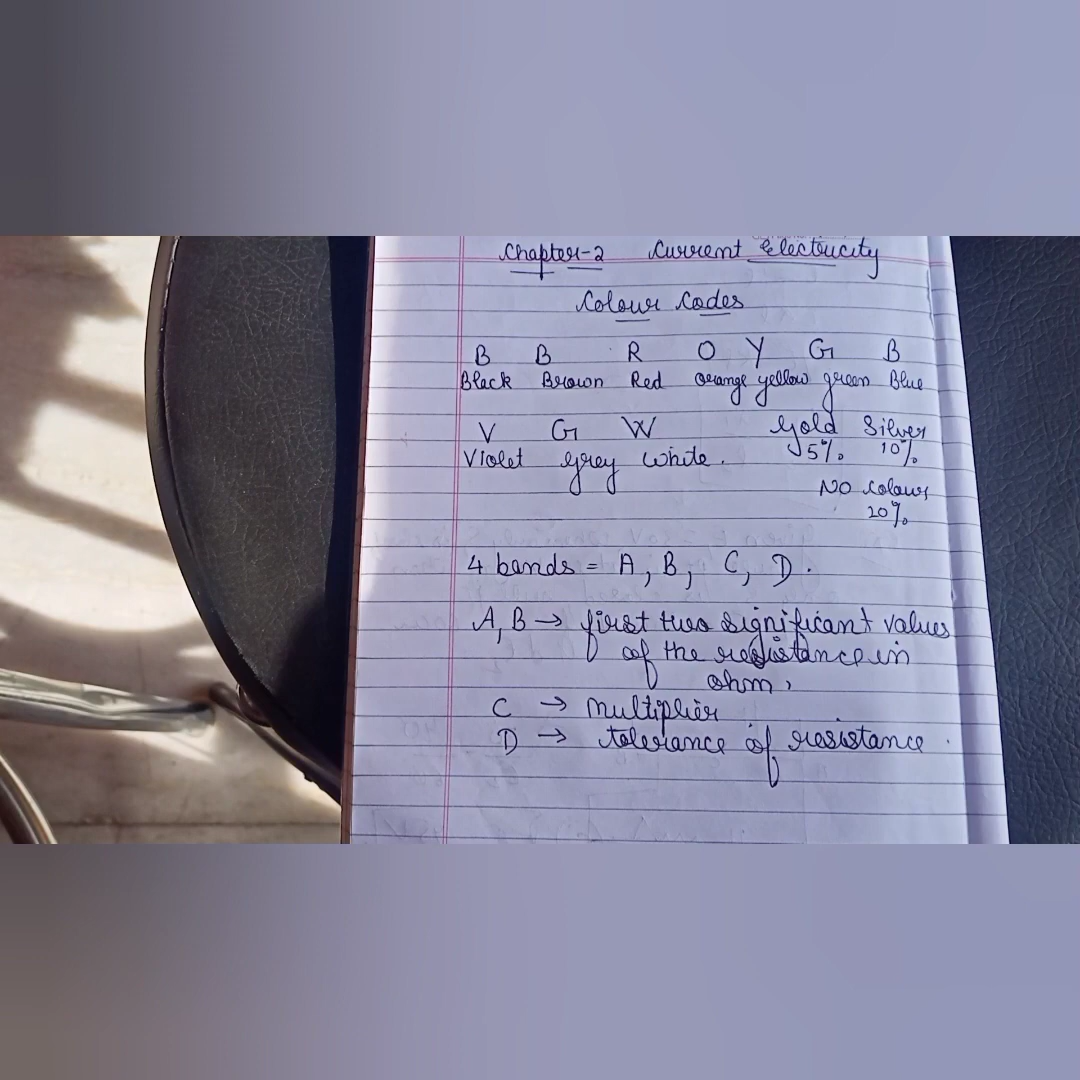 Chapter-2 Current Electricity
Colour Codes
B B R O Y G B
Black Brown Red Orange yellow green Blue
V G W Gold Silver
Violet Grey White. 5% 10%
No colour
20%
4 bands = A, B, C, D.
A, B → first two significant values
of the resistance in
ohm,
C → Multiplier
D → tolerance of resistance.